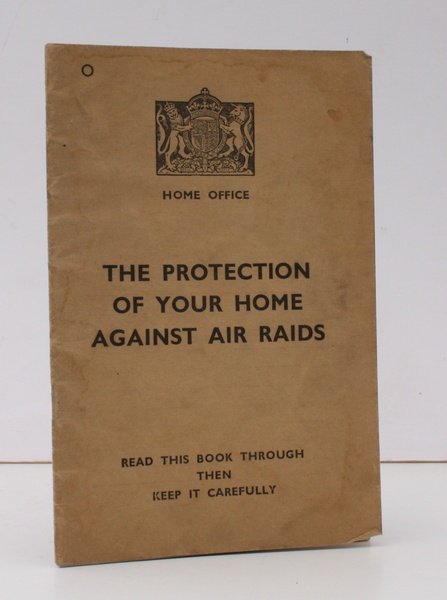 HOME OFFICE
THE PROTECTION
OF YOUR HOME
AGAINST AIR RAIDS
READ THIS BOOK THROUGH
THEN
KEEP IT CAREFULLY